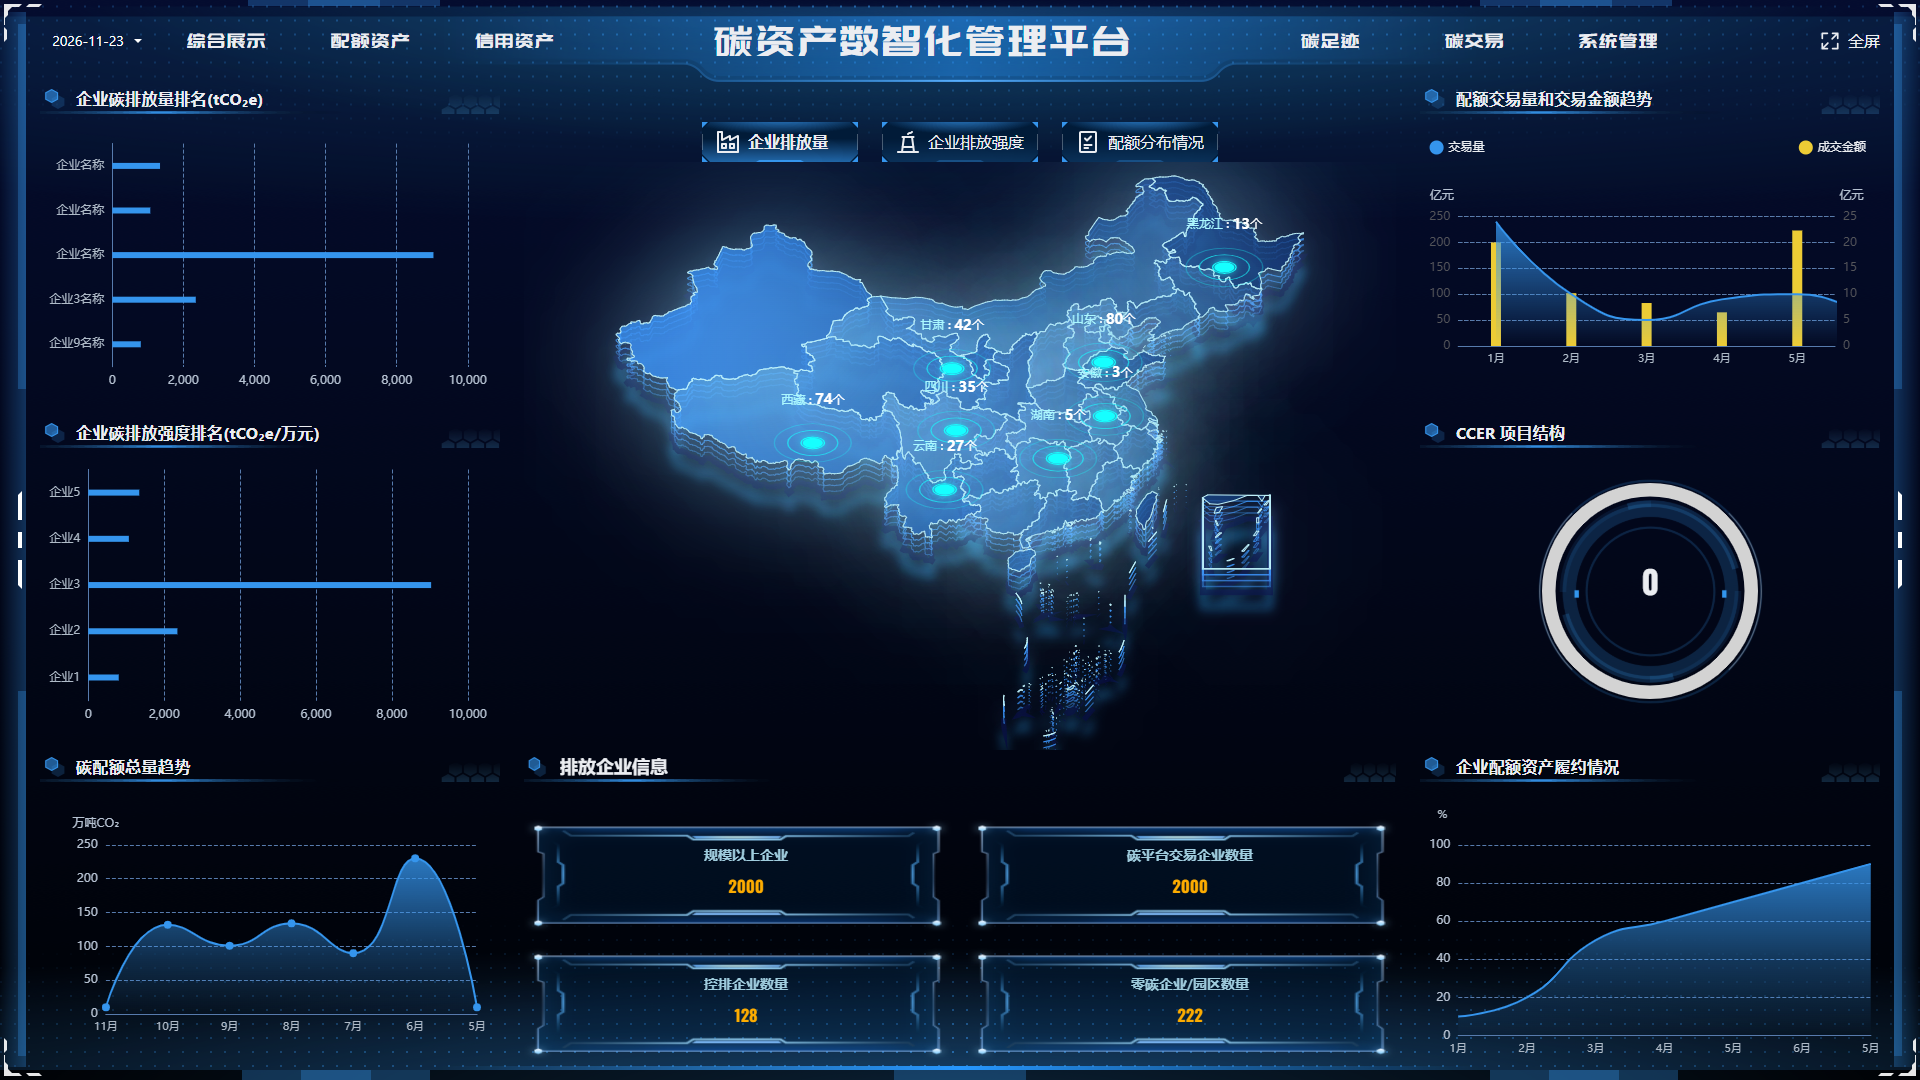 2026-11-23
综合展示
配额资产
信用资产
碳资产数智化管理平台
碳足迹
碳交易
系统管理
全屏
企业碳排放量排名(tCO₂e)
企业名称
企业名称
企业名称
企业3名称
企业9名称
0
2,000
4,000
6,000
8,000
10,000
企业碳排放强度排名(tCO₂e/万元)
企业5
企业4
企业3
企业2
企业1
0
2,000
4,000
6,000
8,000
10,000
碳配额总量趋势
万吨CO₂
250
200
150
100
50
0
11月
10月
9月
8月
7月
6月
5月
企业排放量
企业排放强度
配额分布情况
黑龙江 : 13个
甘肃 : 42个
山东 : 80个
安徽 : 3个
四川 : 35个
西藏 : 74个
湖南 : 5个
云南 : 27个
排放企业信息
规模以上企业
2000
碳平台交易企业数量
2000
控排企业数量
128
零碳企业/园区数量
222
配额交易量和交易金额趋势
交易量
成交金额
亿元
亿元
250
200
150
100
50
0
25
20
15
10
5
0
1月
2月
3月
4月
5月
CCER 项目结构
0
企业配额资产履约情况
%
100
80
60
40
20
0
1月
2月
3月
4月
5月
6月
5月